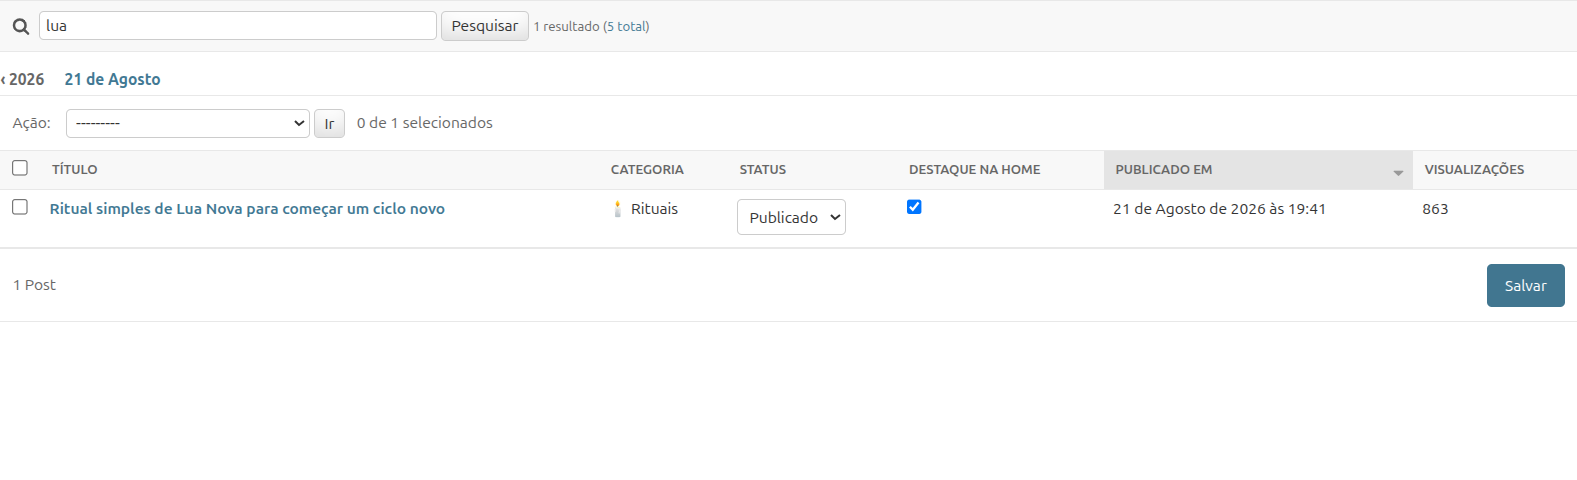 lua Pesquisar 1 resultado (5 total)
‹ 2026 21 de Agosto
Ação: --------- Ir 0 de 1 selecionados
TÍTULO CATEGORIA STATUS DESTAQUE NA HOME PUBLICADO EM VISUALIZAÇÕES
Ritual simples de Lua Nova para começar um ciclo novo 🕯️ Rituais Publicado 21 de Agosto de 2026 às 19:41 863
1 Post Salvar